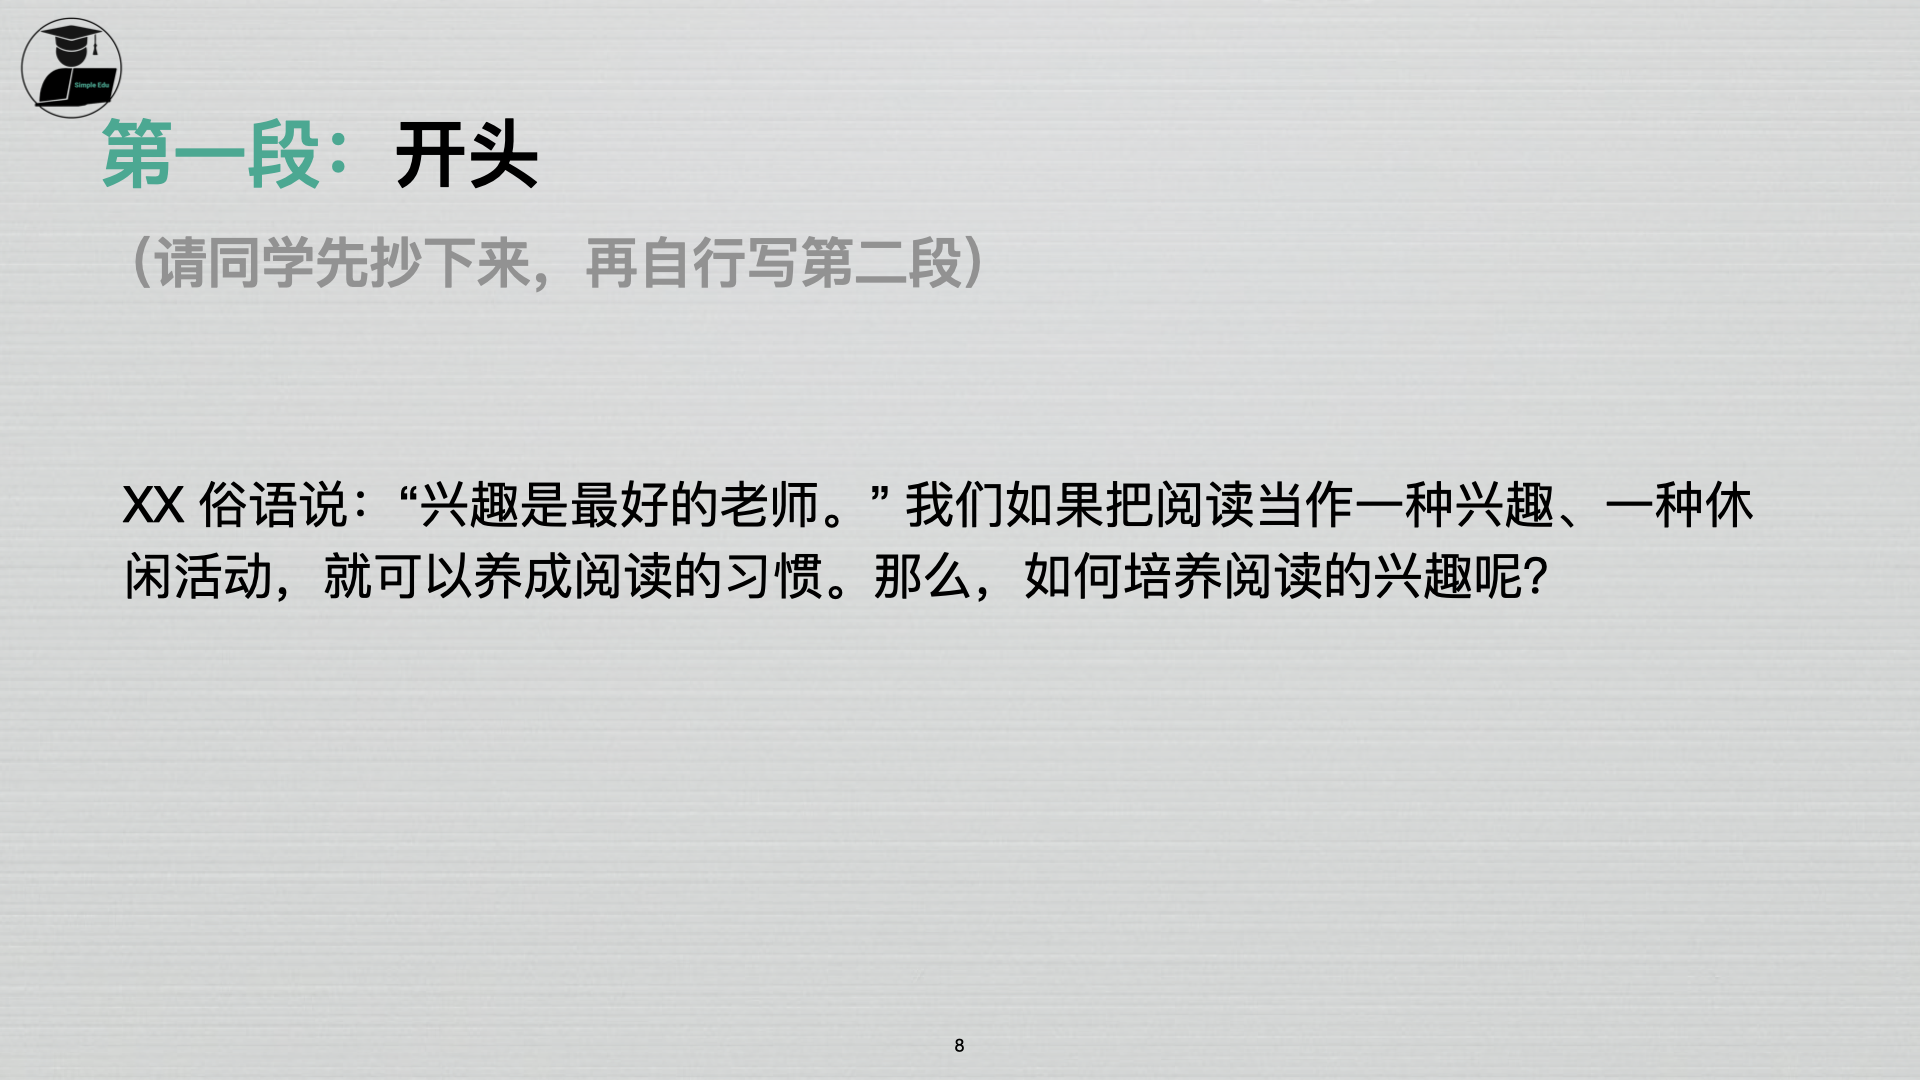 Simple Edu
第一段：开头
（请同学先抄下来，再自行写第二段）
XX 俗语说：“兴趣是最好的老师。” 我们如果把阅读当作一种兴趣、一种休
闲活动，就可以养成阅读的习惯。那么，如何培养阅读的兴趣呢？
8